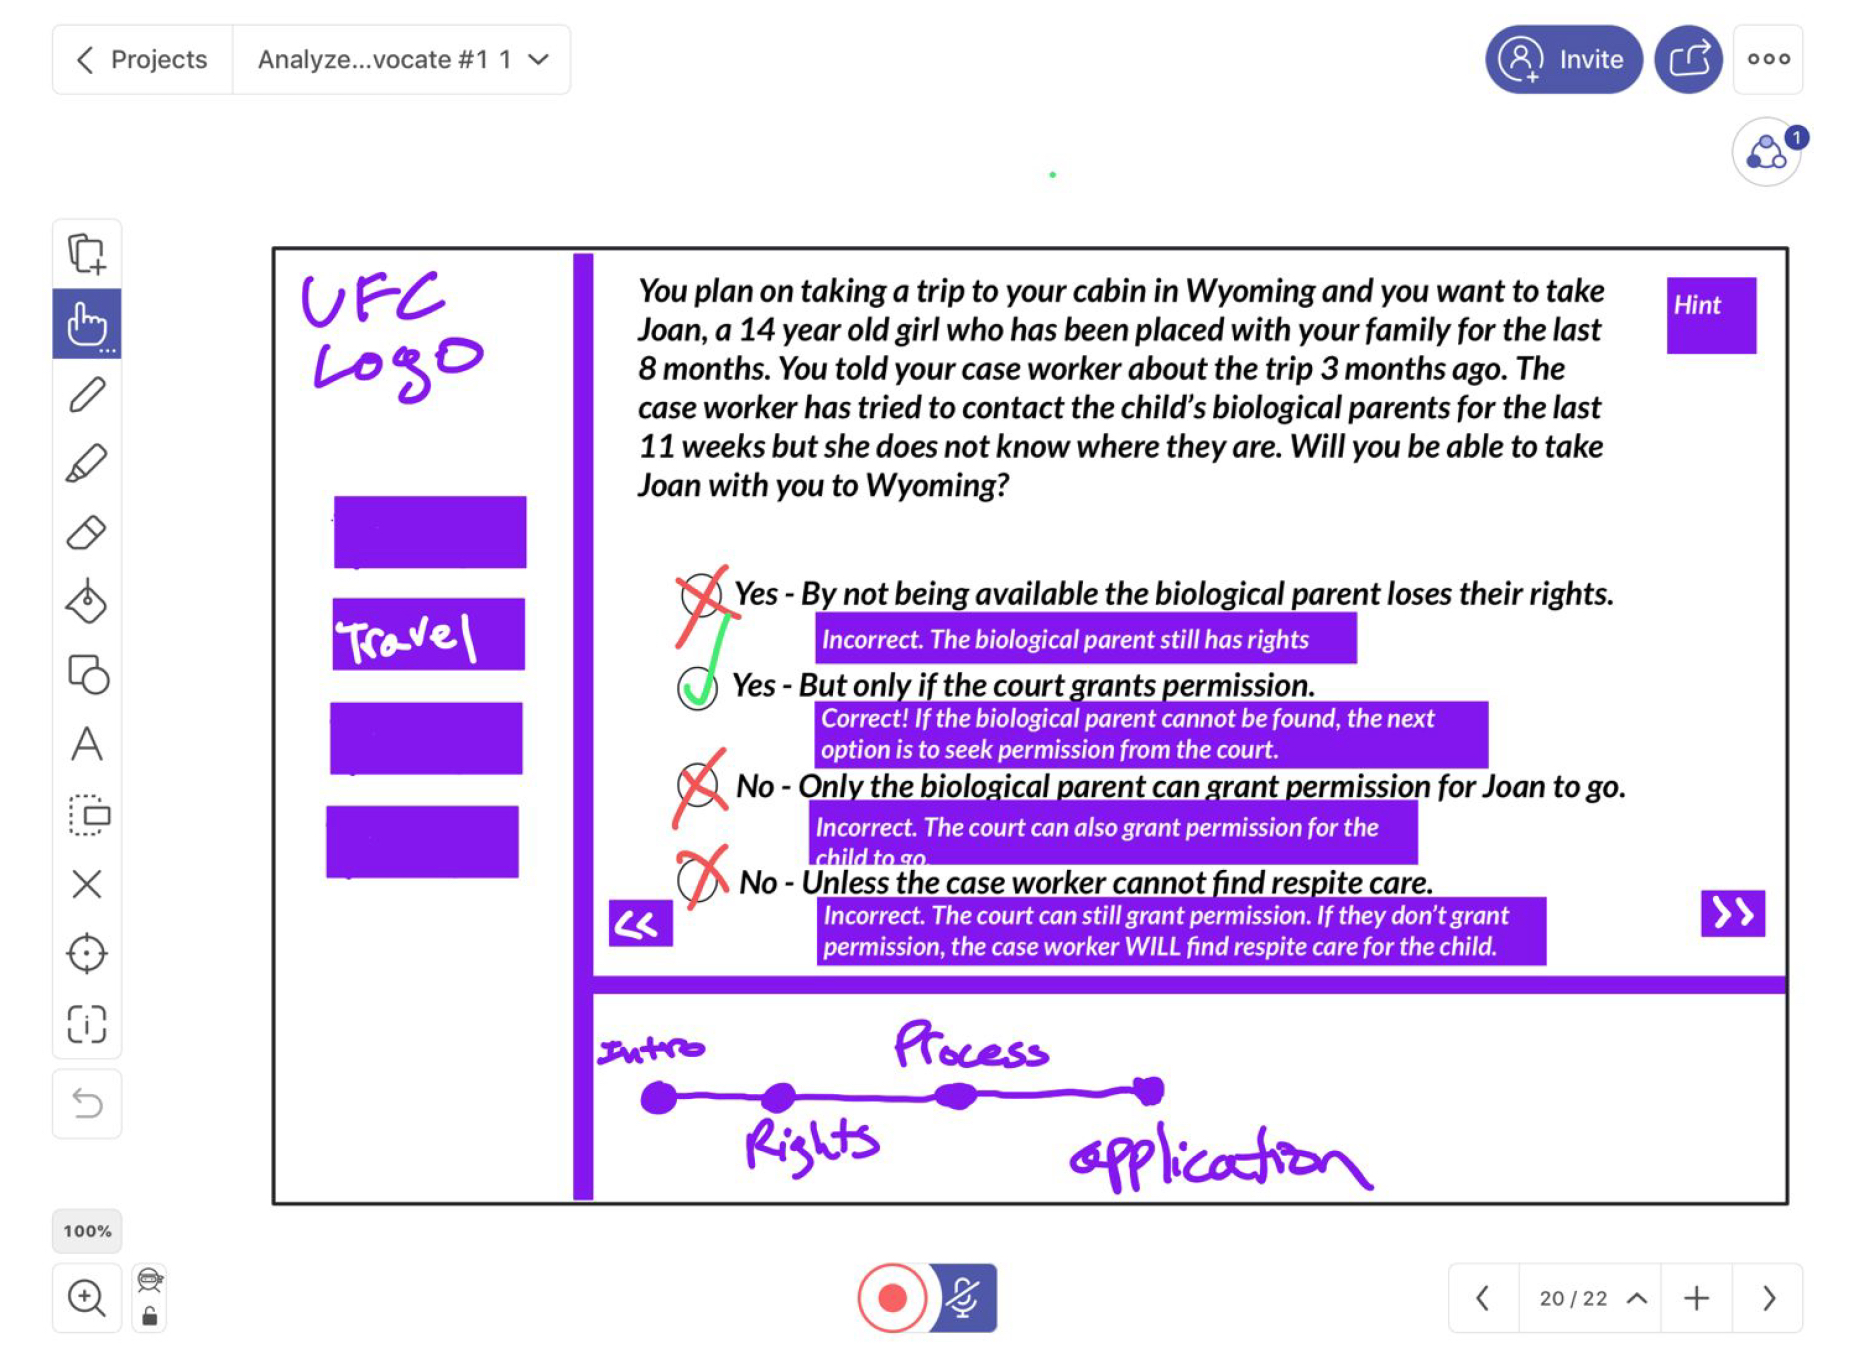 Projects
Analyze...vocate #1 1
Invite
1
UFC
Logo
Travel
You plan on taking a trip to your cabin in Wyoming and you want to take
Joan, a 14 year old girl who has been placed with your family for the last
8 months. You told your case worker about the trip 3 months ago. The
case worker has tried to contact the child's biological parents for the last
11 weeks but she does not know where they are. Will you be able to take
Joan with you to Wyoming?
Hint
Yes - By not being available the biological parent loses their rights.
Incorrect. The biological parent still has rights
Yes - But only if the court grants permission.
Correct! If the biological parent cannot be found, the next
option is to seek permission from the court.
No - Only the biological parent can grant permission for Joan to go.
Incorrect. The court can also grant permission for the
child to go.
No - Unless the case worker cannot find respite care.
Incorrect. The court can still grant permission. If they don't grant
permission, the case worker WILL find respite care for the child.
<<
>>
Intro
Process
Rights
application
100%
20 / 22